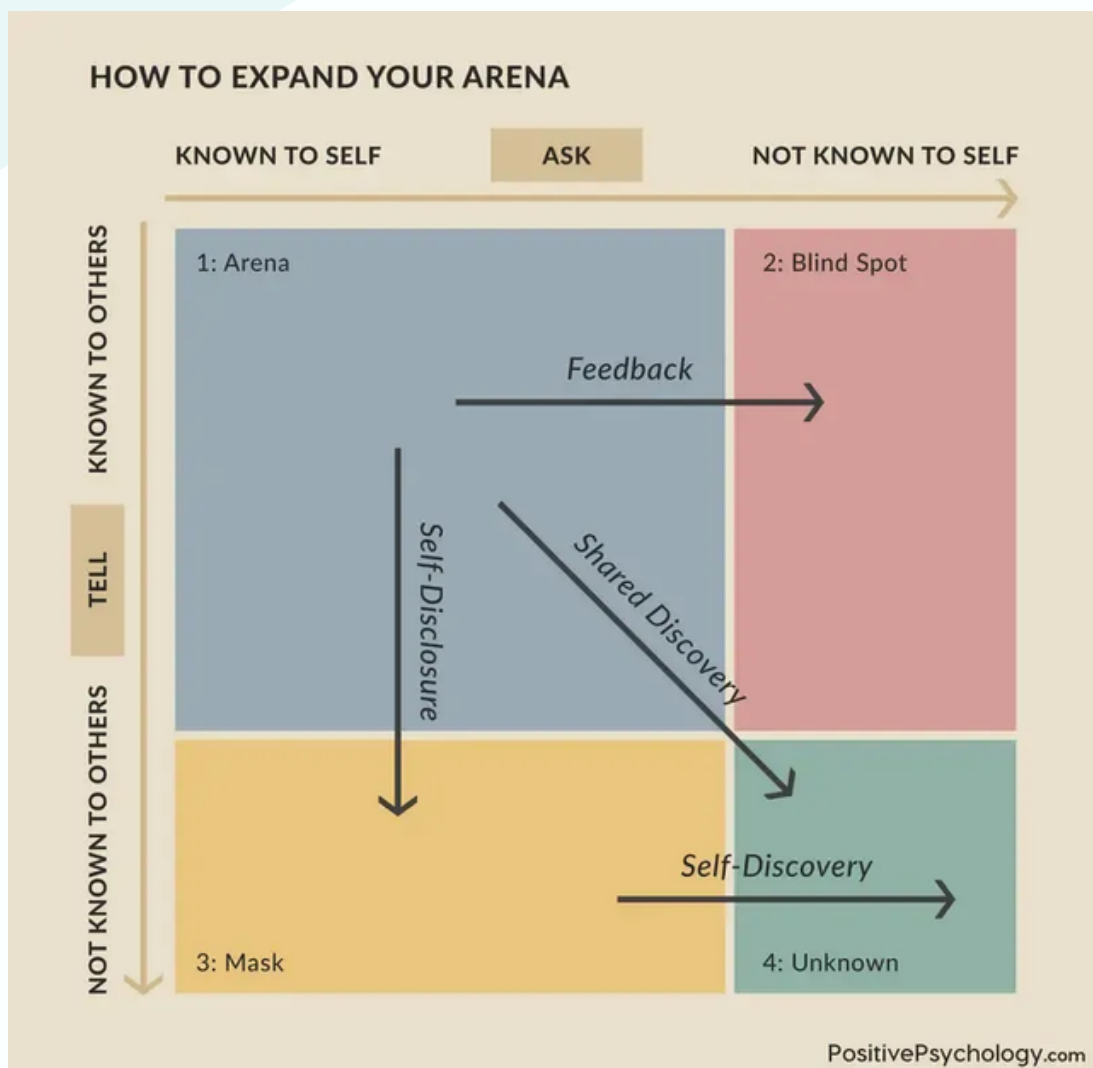 HOW TO EXPAND YOUR ARENA
KNOWN TO SELF
ASK
NOT KNOWN TO SELF
KNOWN TO OTHERS
TELL
NOT KNOWN TO OTHERS
1: Arena
2: Blind Spot
Feedback
Self-Disclosure
Shared Discovery
Self-Discovery
3: Mask
4: Unknown
PositivePsychology.com